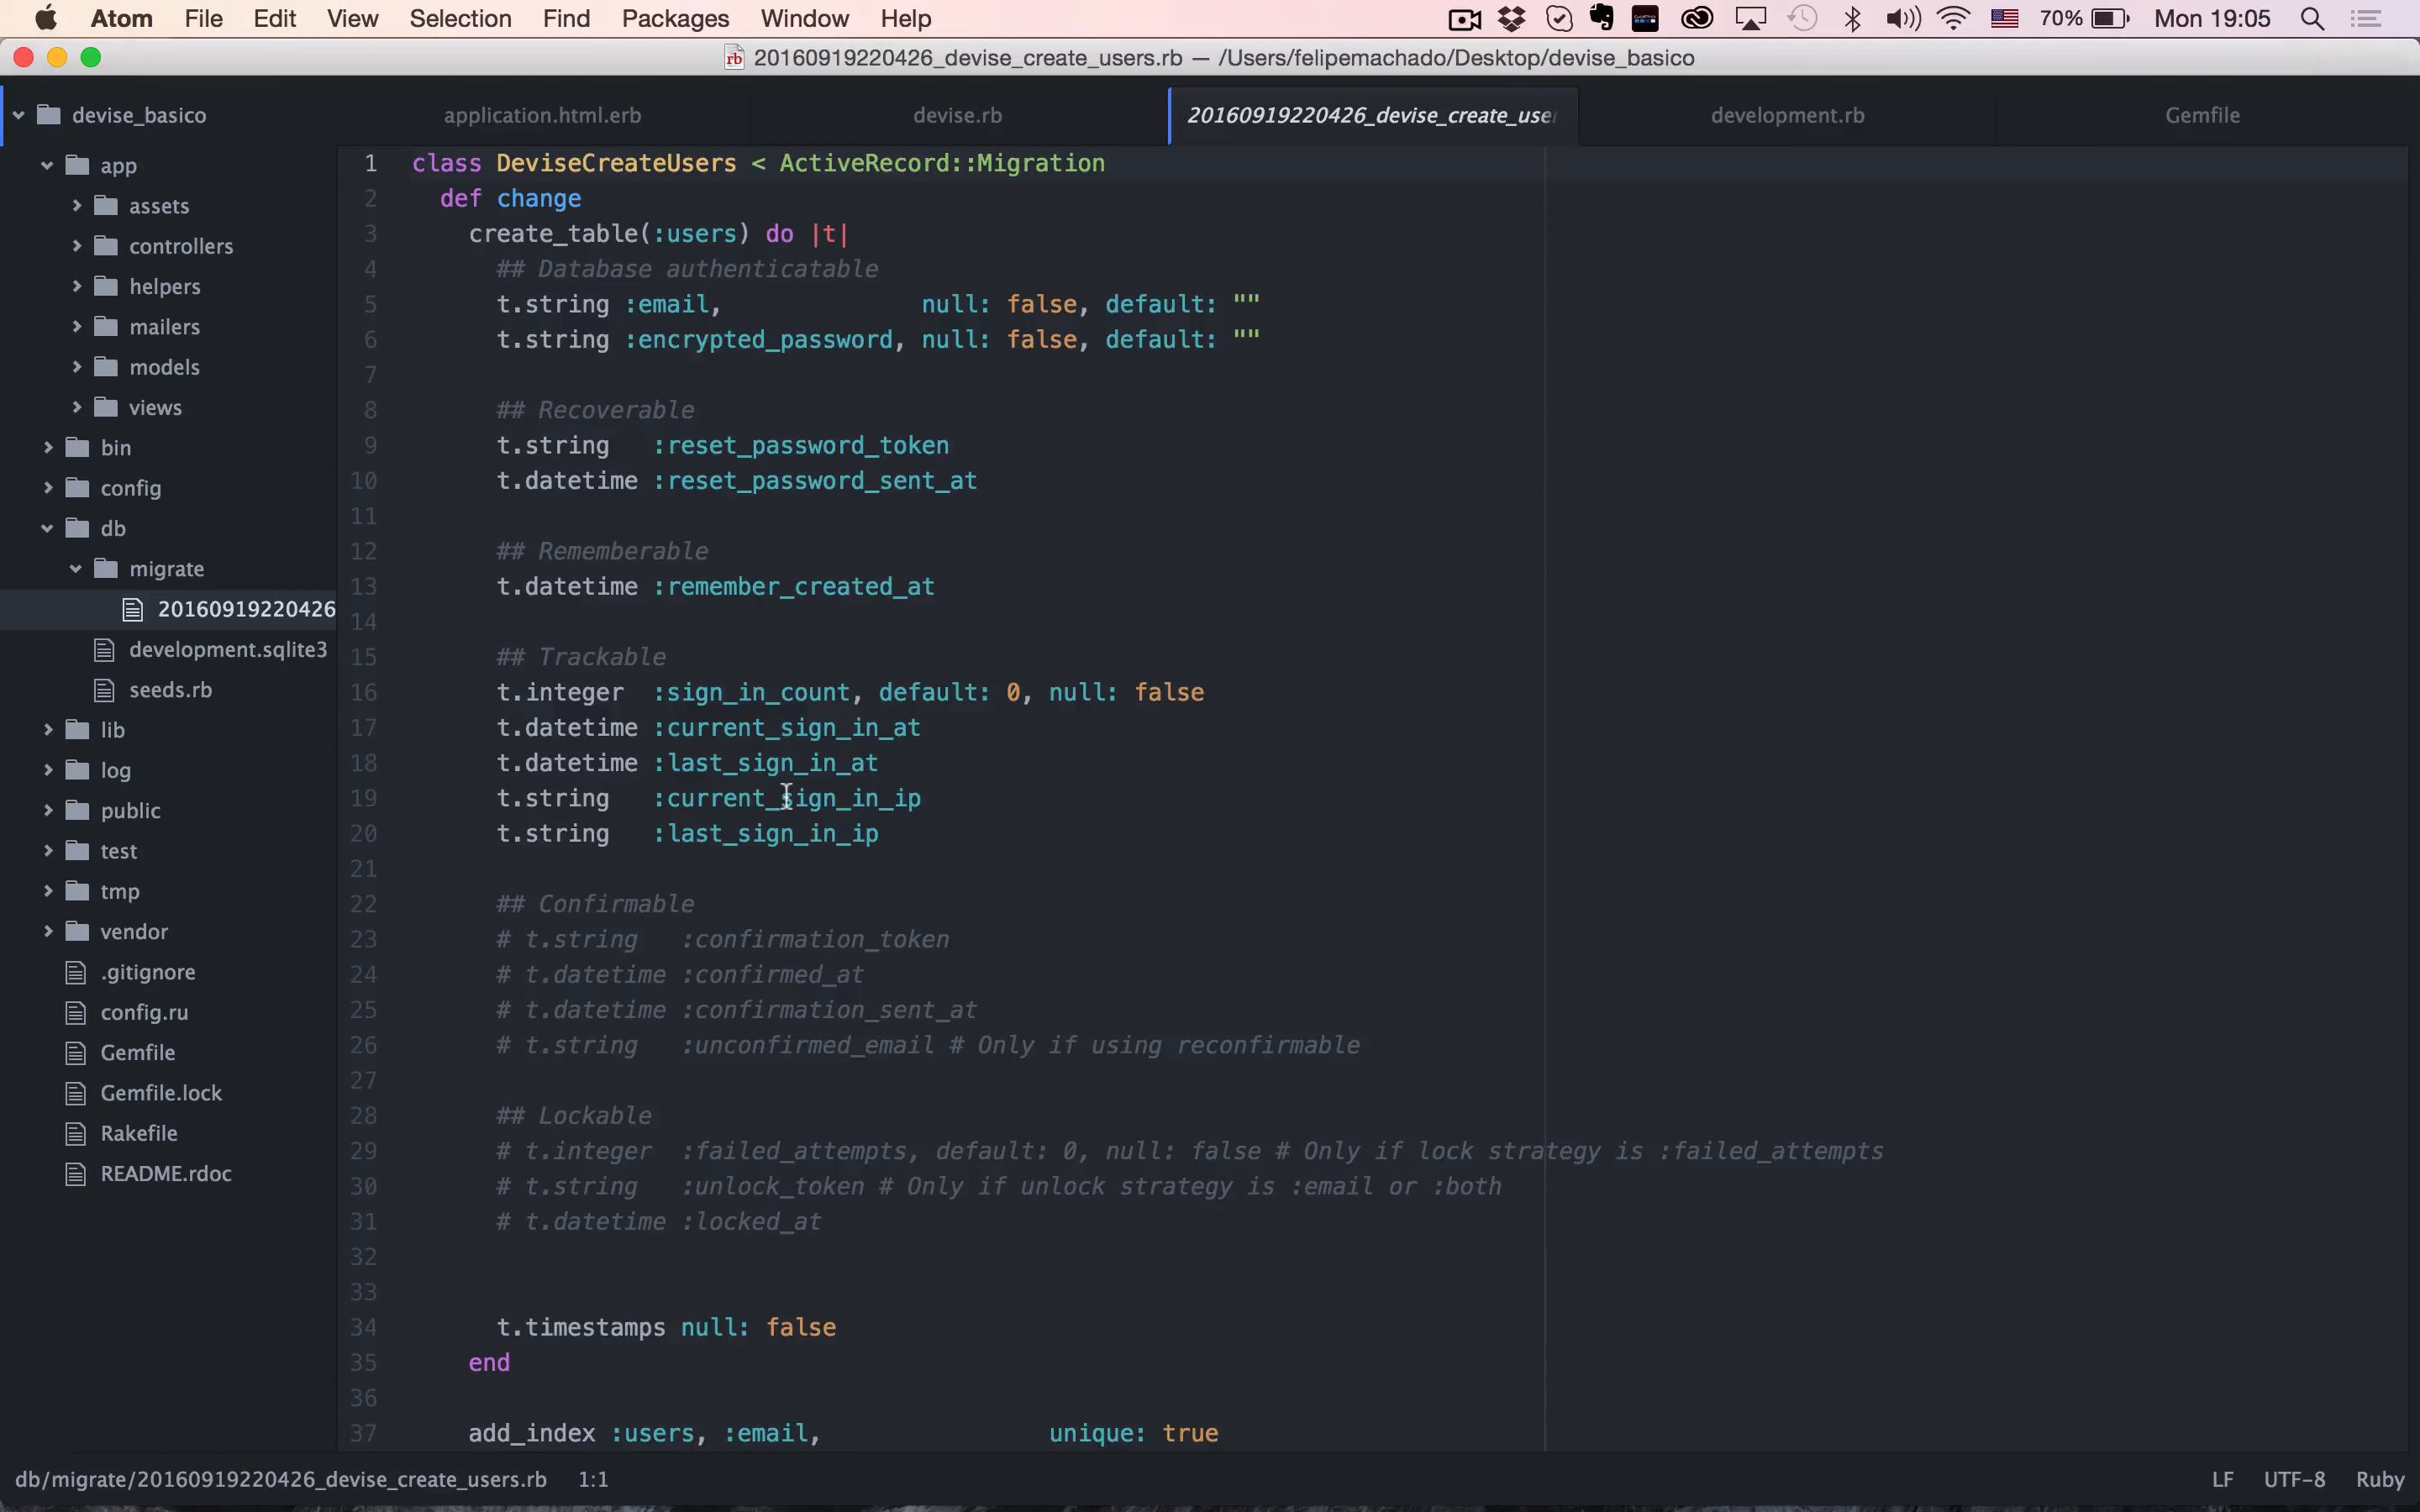 Atom File Edit View Selection Find Packages Window Help 70% Mon 19:05
20160919220426_devise_create_users.rb — /Users/felipemachado/Desktop/devise_basico
application.html.erb devise.rb 20160919220426_devise_create_user development.rb Gemfile
devise_basico
app
assets
controllers
helpers
mailers
models
views
bin
config
db
migrate
20160919220426
development.sqlite3
seeds.rb
lib
log
public
test
tmp
vendor
.gitignore
config.ru
Gemfile
Gemfile.lock
Rakefile
README.rdoc
1 class DeviseCreateUsers < ActiveRecord::Migration
2 def change
3 create_table(:users) do |t|
4 ## Database authenticatable
5 t.string :email, null: false, default: ""
6 t.string :encrypted_password, null: false, default: ""
7
8 ## Recoverable
9 t.string :reset_password_token
10 t.datetime :reset_password_sent_at
11
12 ## Rememberable
13 t.datetime :remember_created_at
14
15 ## Trackable
16 t.integer :sign_in_count, default: 0, null: false
17 t.datetime :current_sign_in_at
18 t.datetime :last_sign_in_at
19 t.string :current_sign_in_ip
20 t.string :last_sign_in_ip
21
22 ## Confirmable
23 # t.string :confirmation_token
24 # t.datetime :confirmed_at
25 # t.datetime :confirmation_sent_at
26 # t.string :unconfirmed_email # Only if using reconfirmable
27
28 ## Lockable
29 # t.integer :failed_attempts, default: 0, null: false # Only if lock strategy is :failed_attempts
30 # t.string :unlock_token # Only if unlock strategy is :email or :both
31 # t.datetime :locked_at
32
33
34 t.timestamps null: false
35 end
36
37 add_index :users, :email, unique: true
db/migrate/20160919220426_devise_create_users.rb 1:1 LF UTF-8 Ruby